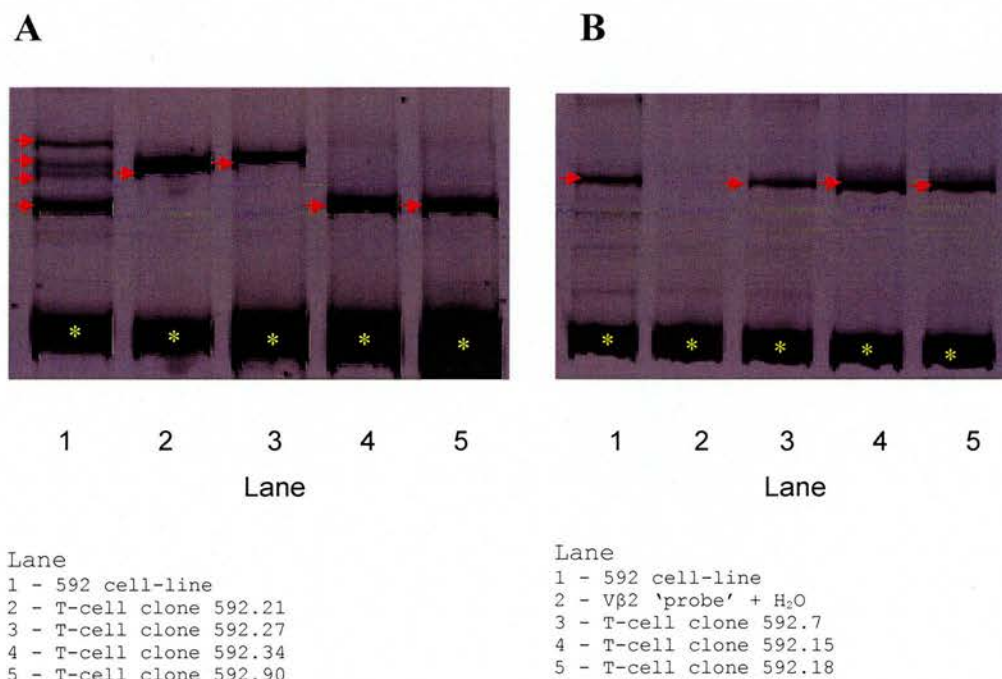 A
B
* * * * *
* * * * *
1 2 3 4 5
Lane
1 2 3 4 5
Lane
Lane
1 - 592 cell-line
2 - T-cell clone 592.21
3 - T-cell clone 592.27
4 - T-cell clone 592.34
5 - T-cell clone 592.90
Lane
1 - 592 cell-line
2 - Vβ2 ‘probe’ + H₂O
3 - T-cell clone 592.7
4 - T-cell clone 592.15
5 - T-cell clone 592.18